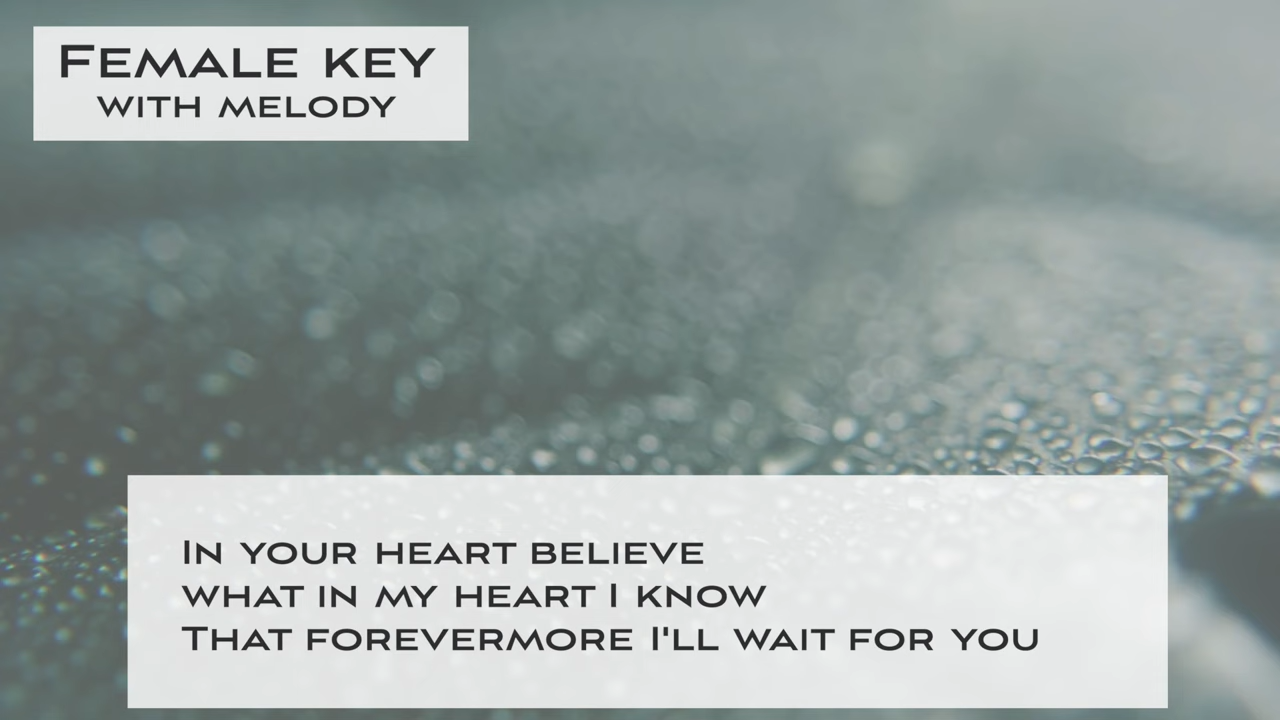 Female key
with melody
In your heart believe
what in my heart I know
That forevermore I'll wait for you